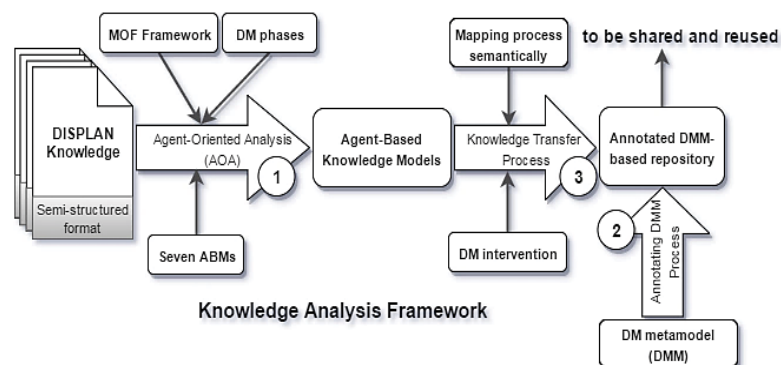 MOF Framework
DM phases
Mapping process
semantically
to be shared and reused
DISPLAN
Knowledge
Semi-structured
format
Agent-Oriented Analysis
(AOA)
1
Agent-Based
Knowledge Models
Knowledge Transfer
Process
3
Annotated DMM-
based repository
Seven ABMs
DM intervention
2
Annotating DMM
Process
Knowledge Analysis Framework
DM metamodel
(DMM)